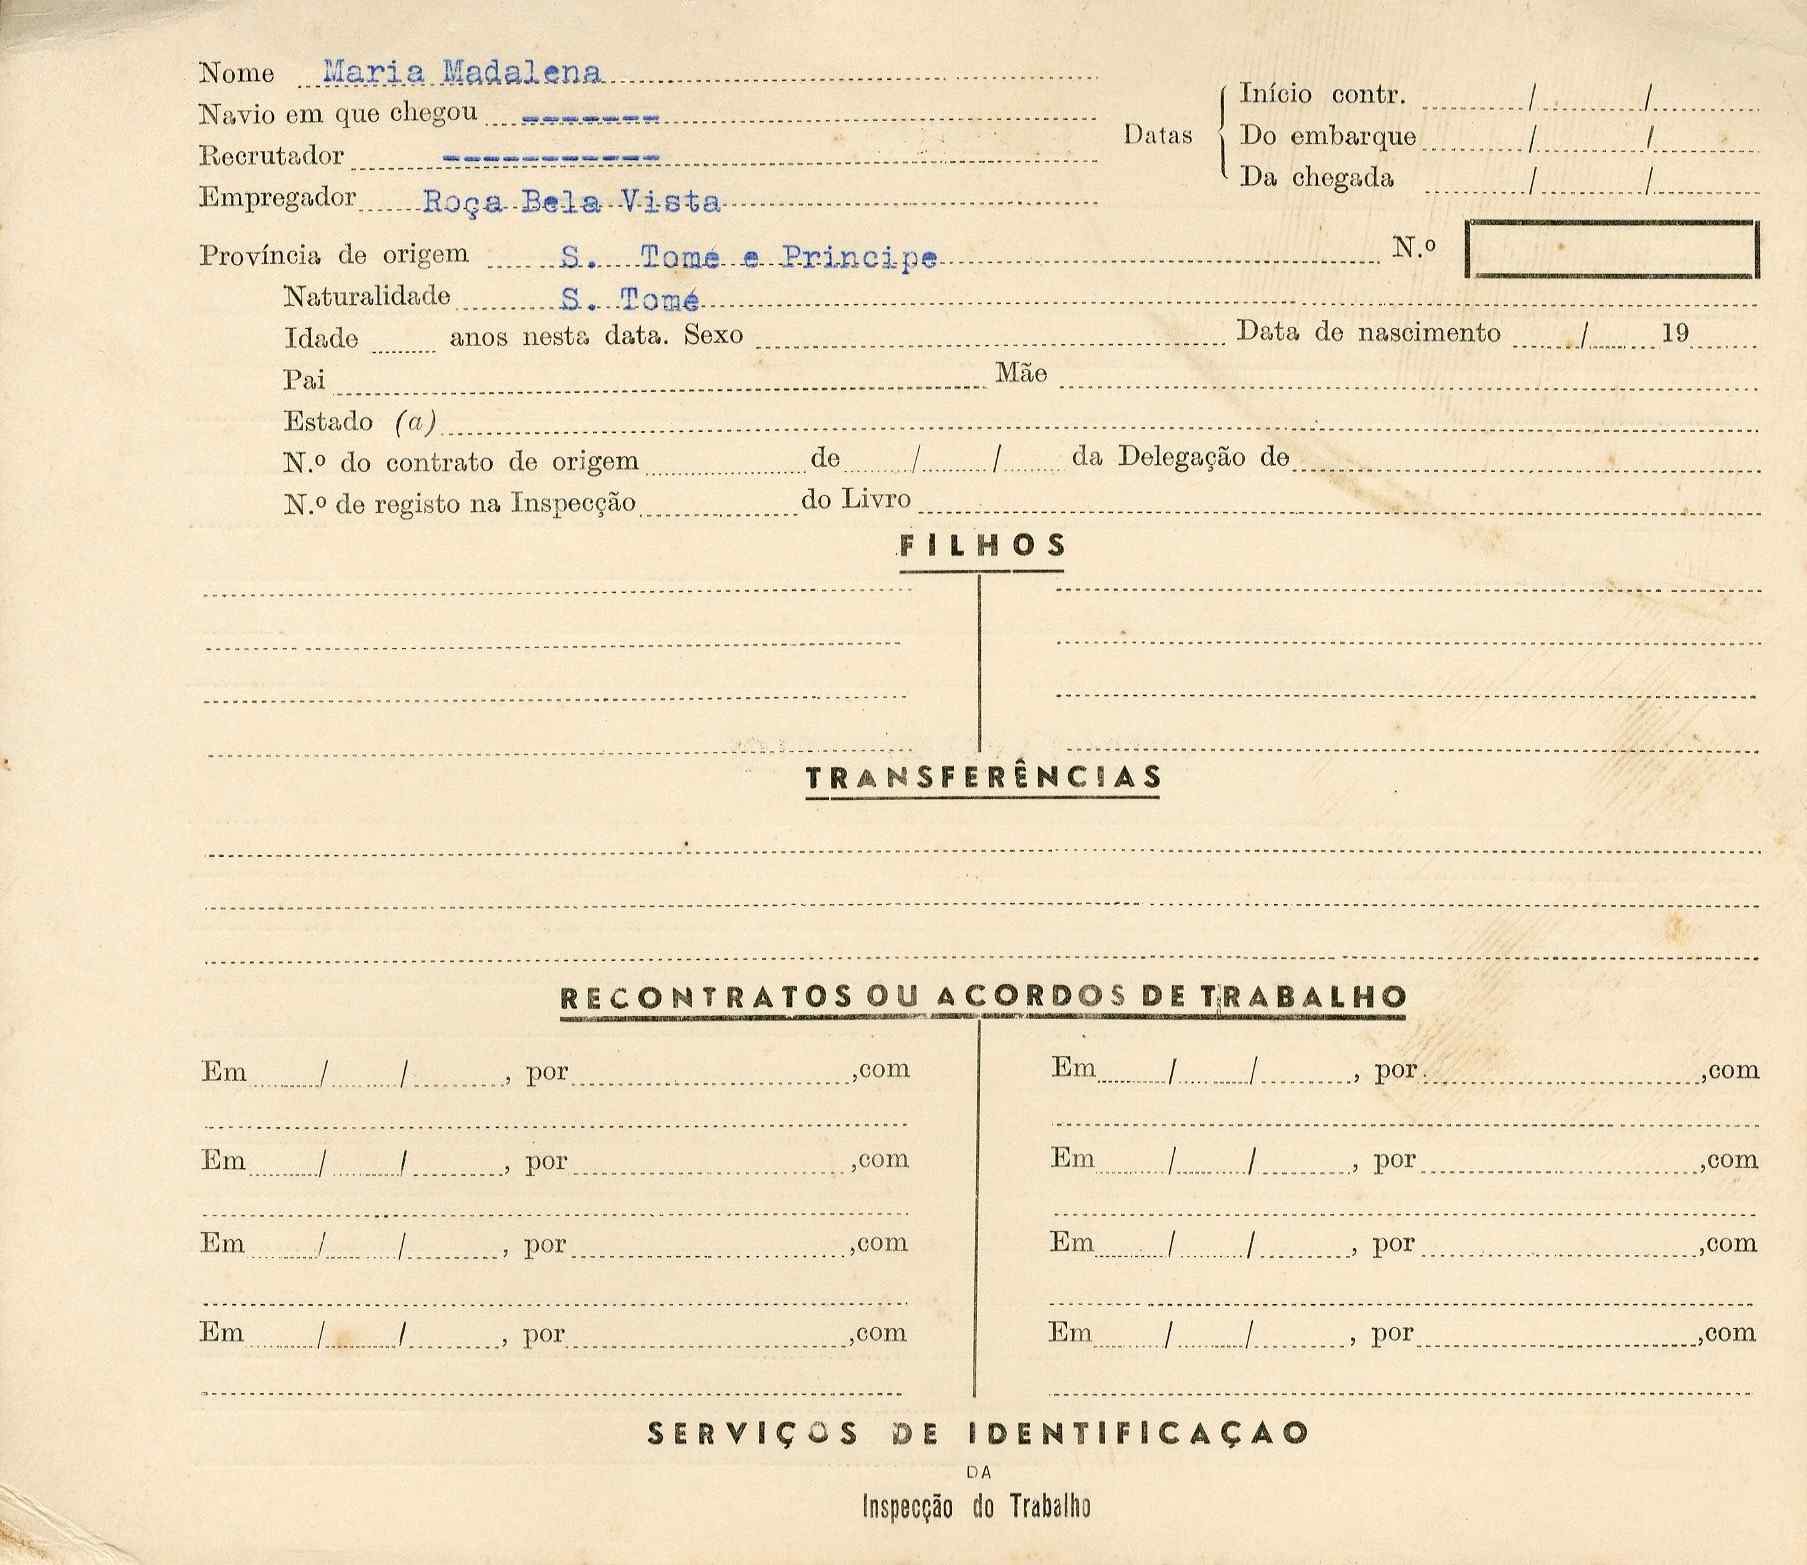 Nome Maria Madalena
Navio em que chegou -------
Recrutador -----------
Empregador Roça Bela Vista
Datas
Início contr. / /
Do embarque / /
Da chegada / /
Província de origem S. Tomé e Principe N.º
Naturalidade S. Tomé
Idade anos nesta data. Sexo Data de nascimento / 19
Pai Mãe
Estado (a)
N.º do contrato de origem de / / da Delegação de
N.º de registo na Inspecção do Livro
FILHOS
TRANSFERÊNCIAS
RECONTRATOS OU ACORDOS DE TRABALHO
Em / / , por ,com Em / / , por ,com
Em / / , por ,com Em / / , por ,com
Em / / , por ,com Em / / , por ,com
Em / / , por ,com Em / / , por ,com
SERVIÇOS DE IDENTIFICAÇAO
DA
Inspecção do Trabalho